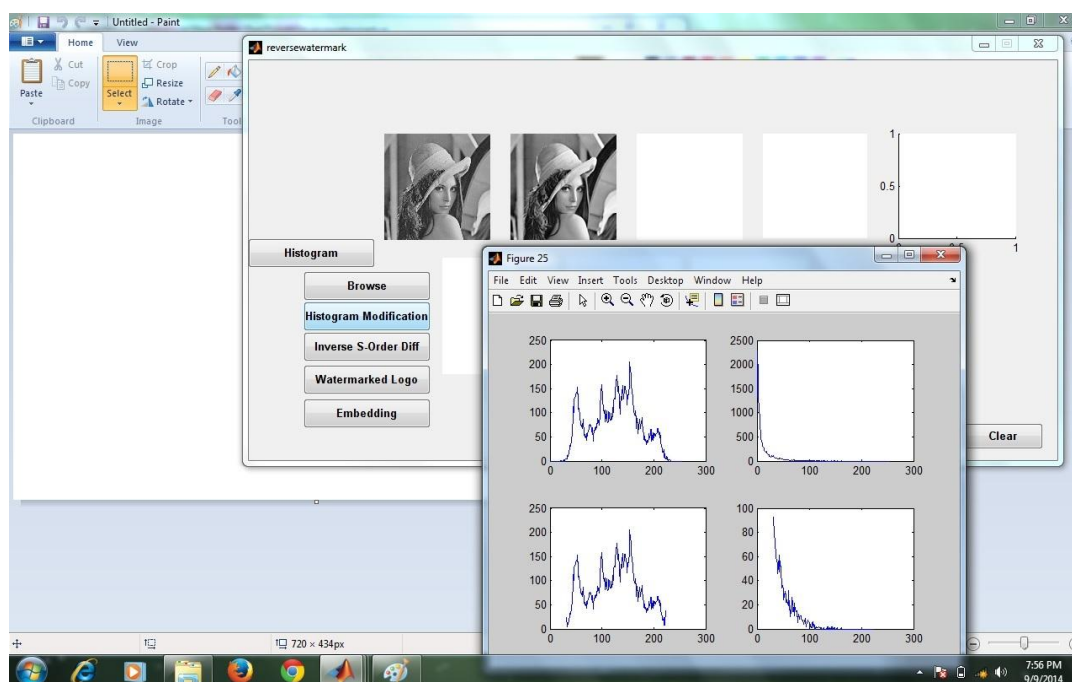 Untitled - Paint
Home View
Cut
Copy
Paste
Clipboard
Select
Crop
Resize
Rotate
Image
Tool
reversewatermark
1
0.5
0
0 0.5 1
Histogram
Browse
Histogram Modification
Inverse S-Order Diff
Watermarked Logo
Embedding
Clear
Figure 25
File Edit View Insert Tools Desktop Window Help
250
200
150
100
50
0
0 100 200 300
2500
2000
1500
1000
500
0
0 100 200 300
250
200
150
100
50
0
0 100 200 300
100
80
60
40
20
0
0 100 200 300
720 × 434px
7:56 PM
9/9/2014